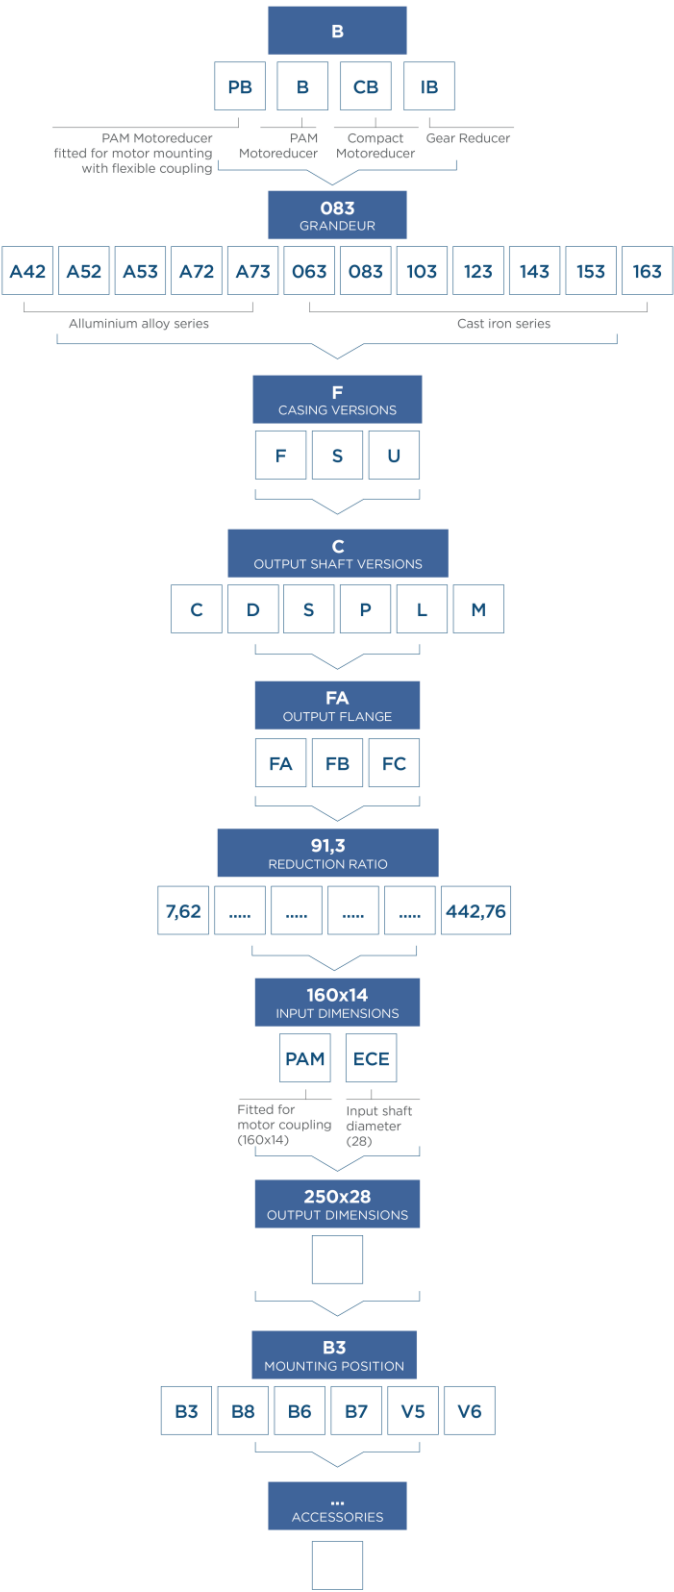 B
PB B CB IB
PAM Motoreducer
fitted for motor mounting
with flexible coupling
PAM
Motoreducer
Compact
Motoreducer
Gear Reducer
083
GRANDEUR
A42 A52 A53 A72 A73 063 083 103 123 143 153 163
Alluminium alloy series
Cast iron series
F
CASING VERSIONS
F S U
C
OUTPUT SHAFT VERSIONS
C D S P L M
FA
OUTPUT FLANGE
FA FB FC
91,3
REDUCTION RATIO
7,62 ..... ..... ..... ..... 442,76
160x14
INPUT DIMENSIONS
PAM ECE
Fitted for
motor coupling
(160x14)
Input shaft
diameter
(28)
250x28
OUTPUT DIMENSIONS
B3
MOUNTING POSITION
B3 B8 B6 B7 V5 V6
...
ACCESSORIES